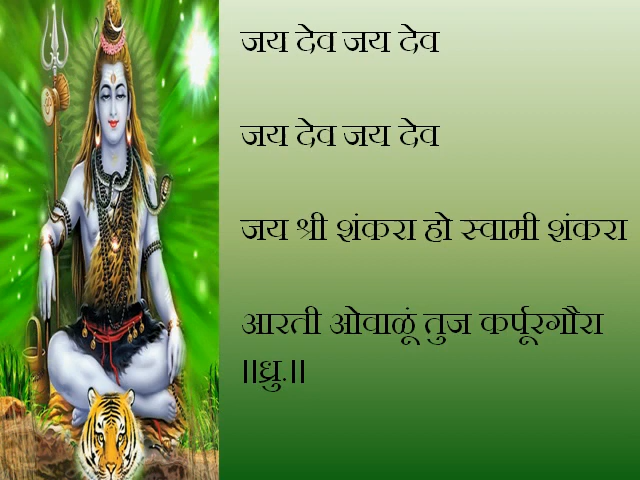 जय देव जय देव
जय देव जय देव
जय श्री शंकरा हो स्वामी शंकरा
आरती ओवाळूं तुज कर्पूरगौरा
॥ध्रु.॥